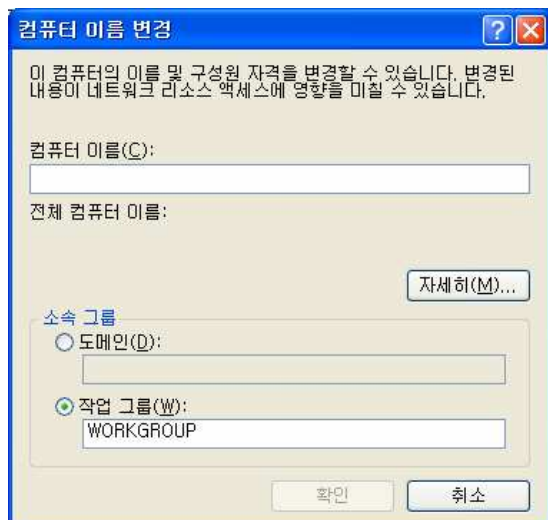 컴퓨터 이름 변경
이 컴퓨터의 이름 및 구성원 자격을 변경할 수 있습니다. 변경된
내용이 네트워크 리소스 액세스에 영향을 미칠 수 있습니다.
컴퓨터 이름(C):
전체 컴퓨터 이름:
자세히(M)...
소속 그룹
도메인(D):
작업 그룹(W):
WORKGROUP
확인
취소